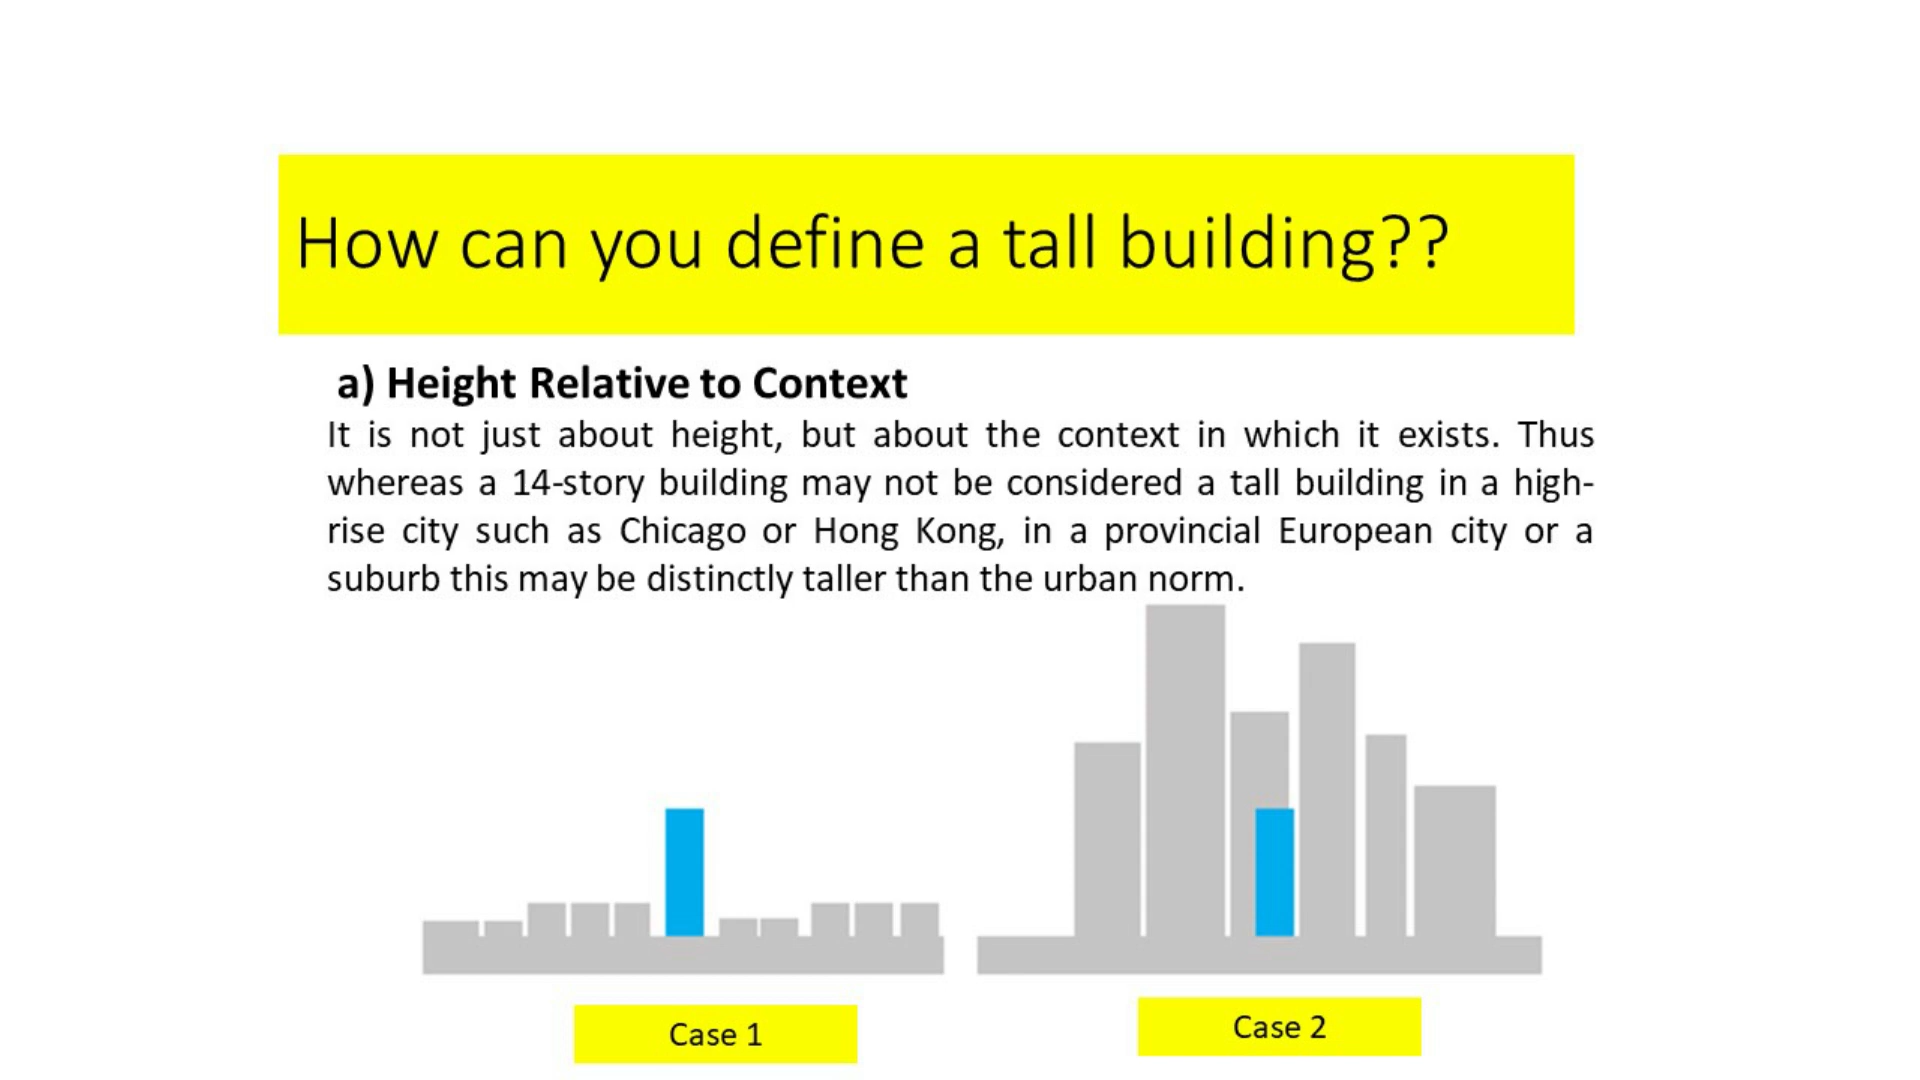 How can you define a tall building??
a) Height Relative to Context
It is not just about height, but about the context in which it exists. Thus
whereas a 14-story building may not be considered a tall building in a high-
rise city such as Chicago or Hong Kong, in a provincial European city or a
suburb this may be distinctly taller than the urban norm.
Case 1
Case 2